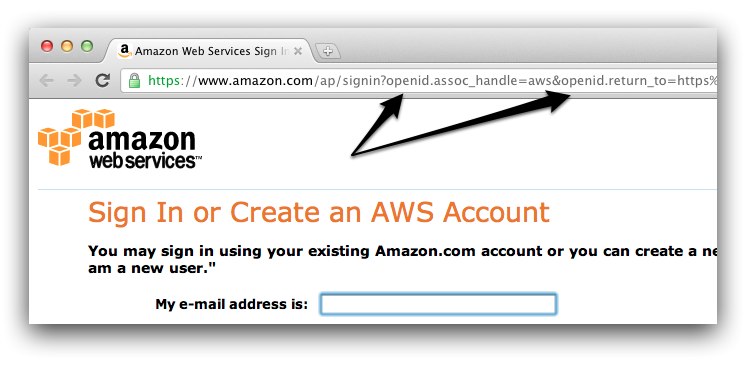 Amazon Web Services Sign In
https://www.amazon.com/ap/signin?openid.assoc_handle=aws&openid.return_to=https%
amazon
web services™
Sign In or Create an AWS Account
You may sign in using your existing Amazon.com account or you can create a ne
am a new user."
My e-mail address is: